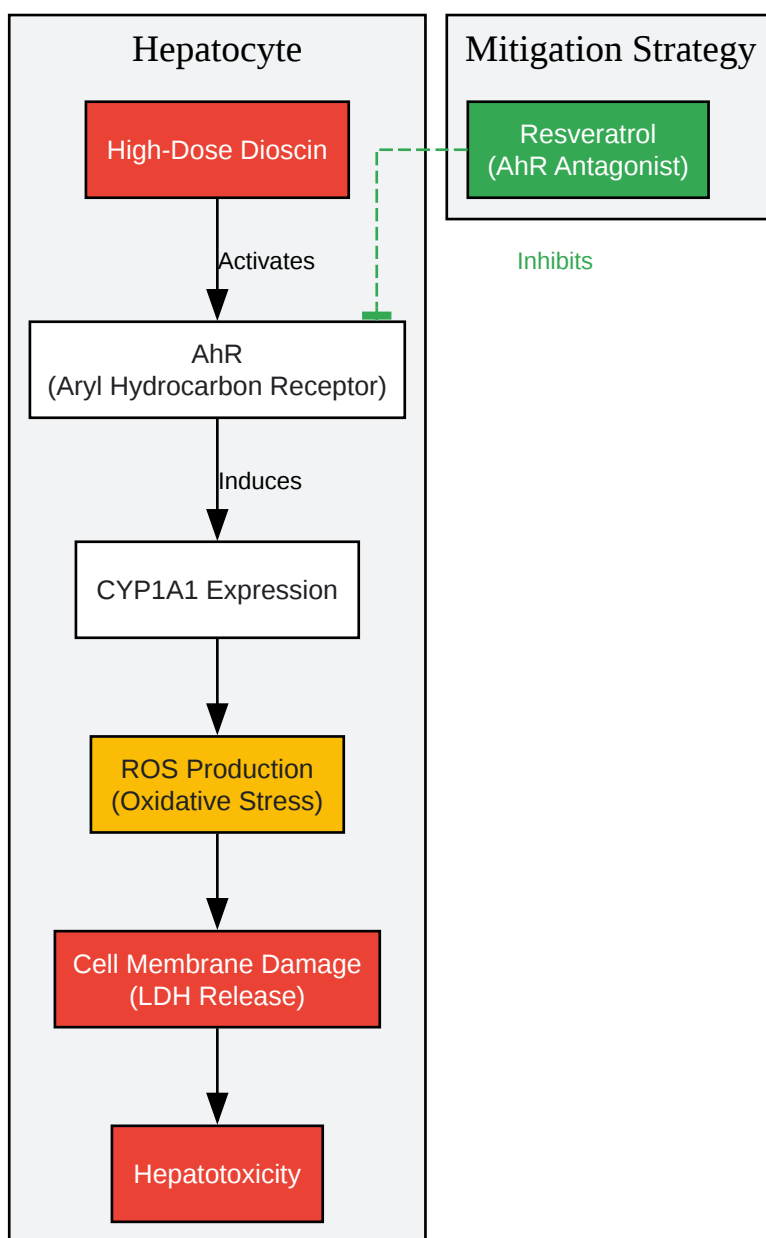 Hepatocyte
Mitigation Strategy
High-Dose Dioscin
Resveratrol
(AhR Antagonist)
Activates
Inhibits
AhR
(Aryl Hydrocarbon Receptor)
Induces
CYP1A1 Expression
ROS Production
(Oxidative Stress)
Cell Membrane Damage
(LDH Release)
Hepatotoxicity